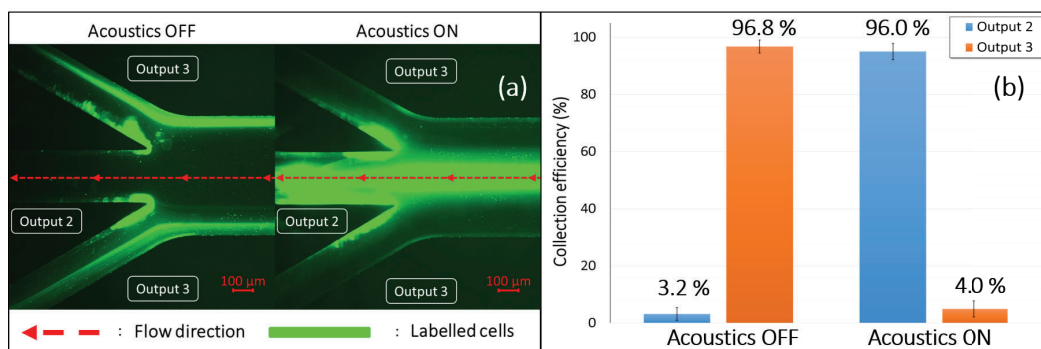 Acoustics OFF
Acoustics ON
Output 3
Output 3
(a)
Output 2
Output 2
100 µm
100 µm
Output 3
Output 3
: Flow direction
: Labelled cells
(b)
Output 2
Output 3
96.8 %
96.0 %
3.2 %
4.0 %
Collection efficiency (%)
100
80
60
40
20
0
Acoustics OFF
Acoustics ON